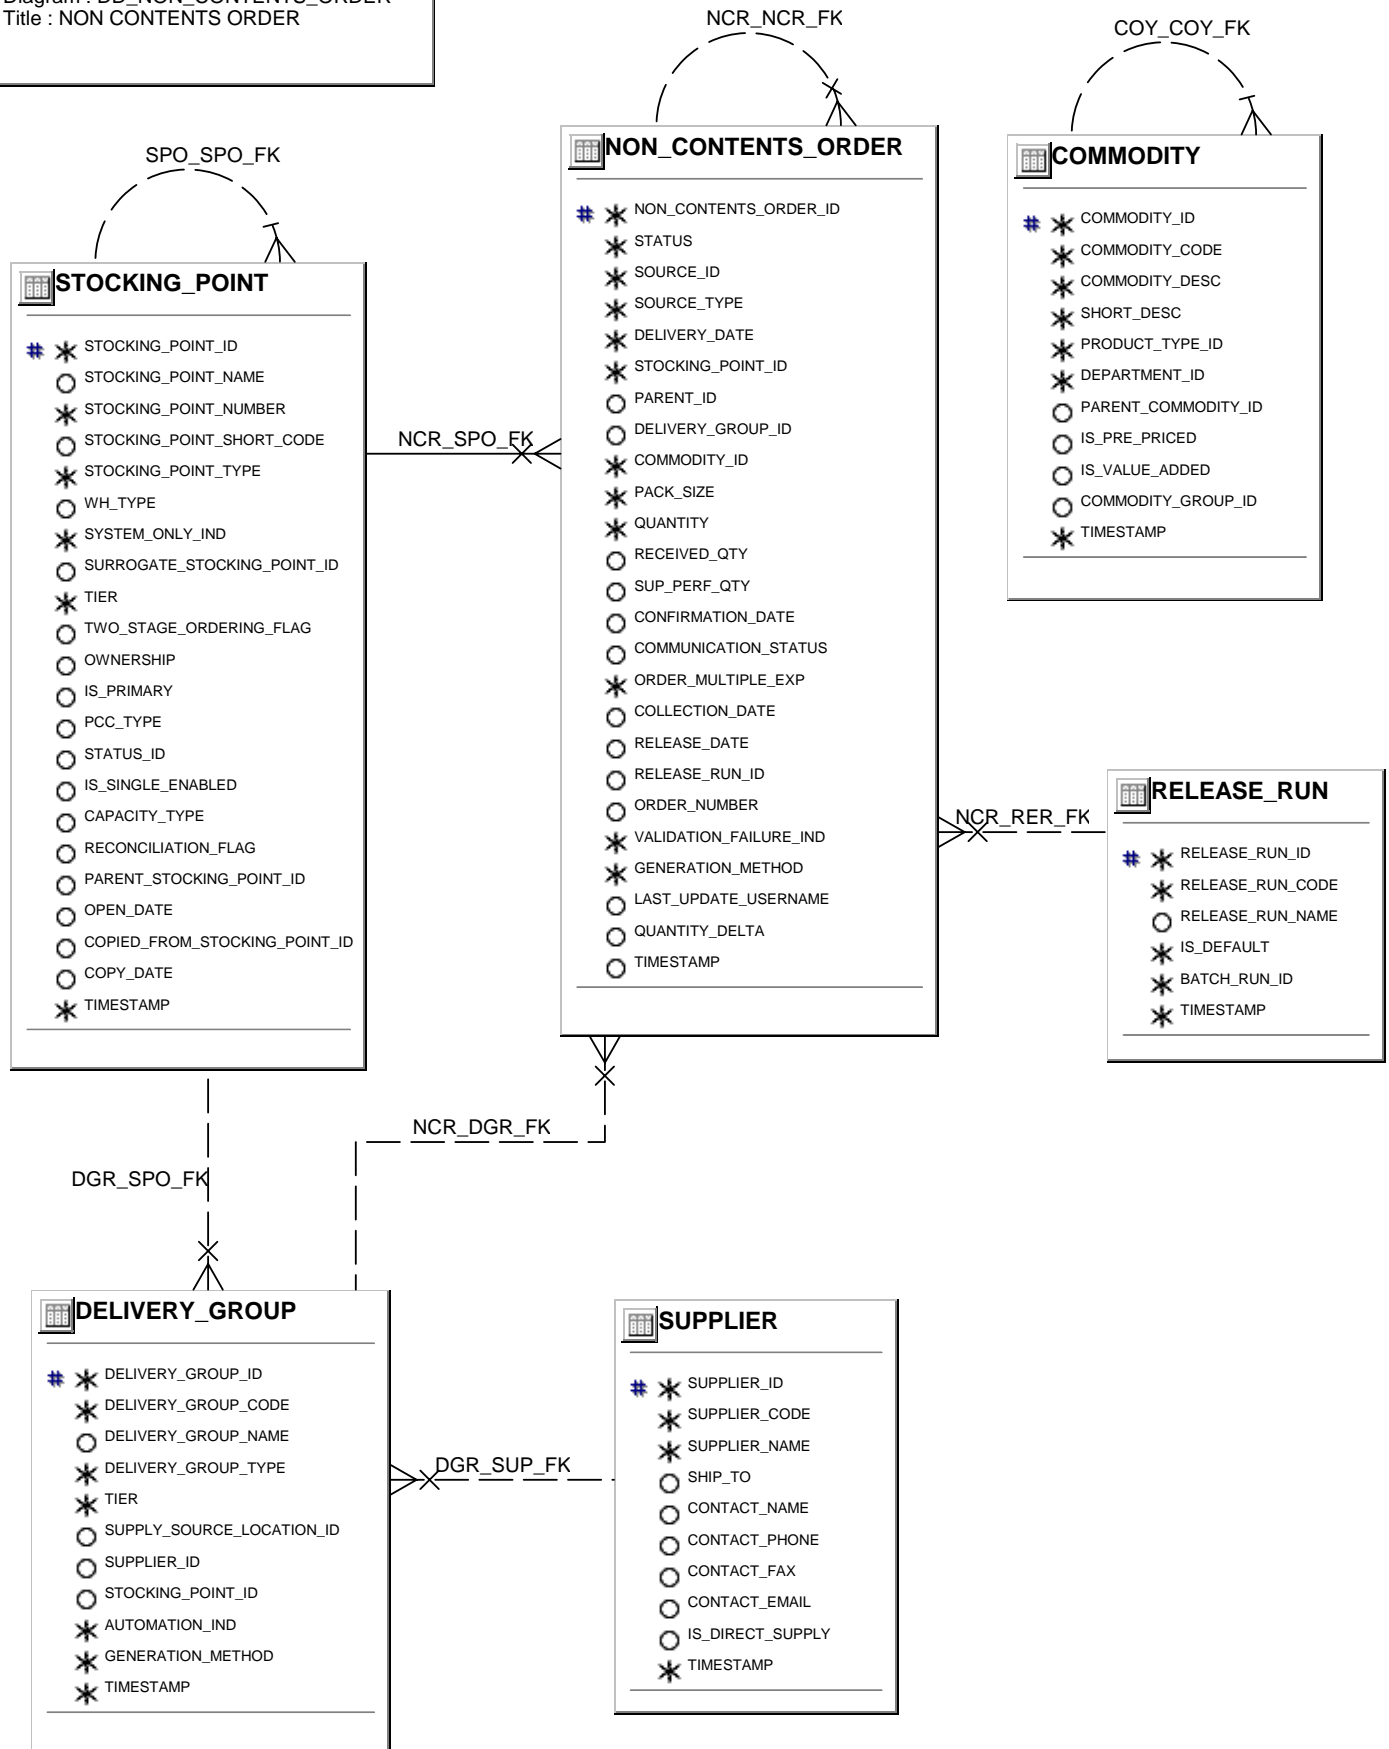 Diagram : DD_NON_CONTENTS_ORDER
Title : NON CONTENTS ORDER
NCR_NCR_FK
COY_COY_FK
SPO_SPO_FK
STOCKING_POINT
# STOCKING_POINT_ID
STOCKING_POINT_NAME
STOCKING_POINT_NUMBER
STOCKING_POINT_SHORT_CODE
STOCKING_POINT_TYPE
WH_TYPE
SYSTEM_ONLY_IND
SURROGATE_STOCKING_POINT_ID
TIER
TWO_STAGE_ORDERING_FLAG
OWNERSHIP
IS_PRIMARY
PCC_TYPE
STATUS_ID
IS_SINGLE_ENABLED
CAPACITY_TYPE
RECONCILIATION_FLAG
PARENT_STOCKING_POINT_ID
OPEN_DATE
COPIED_FROM_STOCKING_POINT_ID
COPY_DATE
TIMESTAMP
NCR_SPO_FK
NON_CONTENTS_ORDER
# NON_CONTENTS_ORDER_ID
STATUS
SOURCE_ID
SOURCE_TYPE
DELIVERY_DATE
STOCKING_POINT_ID
PARENT_ID
DELIVERY_GROUP_ID
COMMODITY_ID
PACK_SIZE
QUANTITY
RECEIVED_QTY
SUP_PERF_QTY
CONFIRMATION_DATE
COMMUNICATION_STATUS
ORDER_MULTIPLE_EXP
COLLECTION_DATE
RELEASE_DATE
RELEASE_RUN_ID
ORDER_NUMBER
VALIDATION_FAILURE_IND
GENERATION_METHOD
LAST_UPDATE_USERNAME
QUANTITY_DELTA
TIMESTAMP
COMMODITY
# COMMODITY_ID
COMMODITY_CODE
COMMODITY_DESC
SHORT_DESC
PRODUCT_TYPE_ID
DEPARTMENT_ID
PARENT_COMMODITY_ID
IS_PRE_PRICED
IS_VALUE_ADDED
COMMODITY_GROUP_ID
TIMESTAMP
NCR_RER_FK
RELEASE_RUN
# RELEASE_RUN_ID
RELEASE_RUN_CODE
RELEASE_RUN_NAME
IS_DEFAULT
BATCH_RUN_ID
TIMESTAMP
NCR_DGR_FK
DGR_SPO_FK
DELIVERY_GROUP
# DELIVERY_GROUP_ID
DELIVERY_GROUP_CODE
DELIVERY_GROUP_NAME
DELIVERY_GROUP_TYPE
TIER
SUPPLY_SOURCE_LOCATION_ID
SUPPLIER_ID
STOCKING_POINT_ID
AUTOMATION_IND
GENERATION_METHOD
TIMESTAMP
DGR_SUP_FK
SUPPLIER
# SUPPLIER_ID
SUPPLIER_CODE
SUPPLIER_NAME
SHIP_TO
CONTACT_NAME
CONTACT_PHONE
CONTACT_FAX
CONTACT_EMAIL
IS_DIRECT_SUPPLY
TIMESTAMP